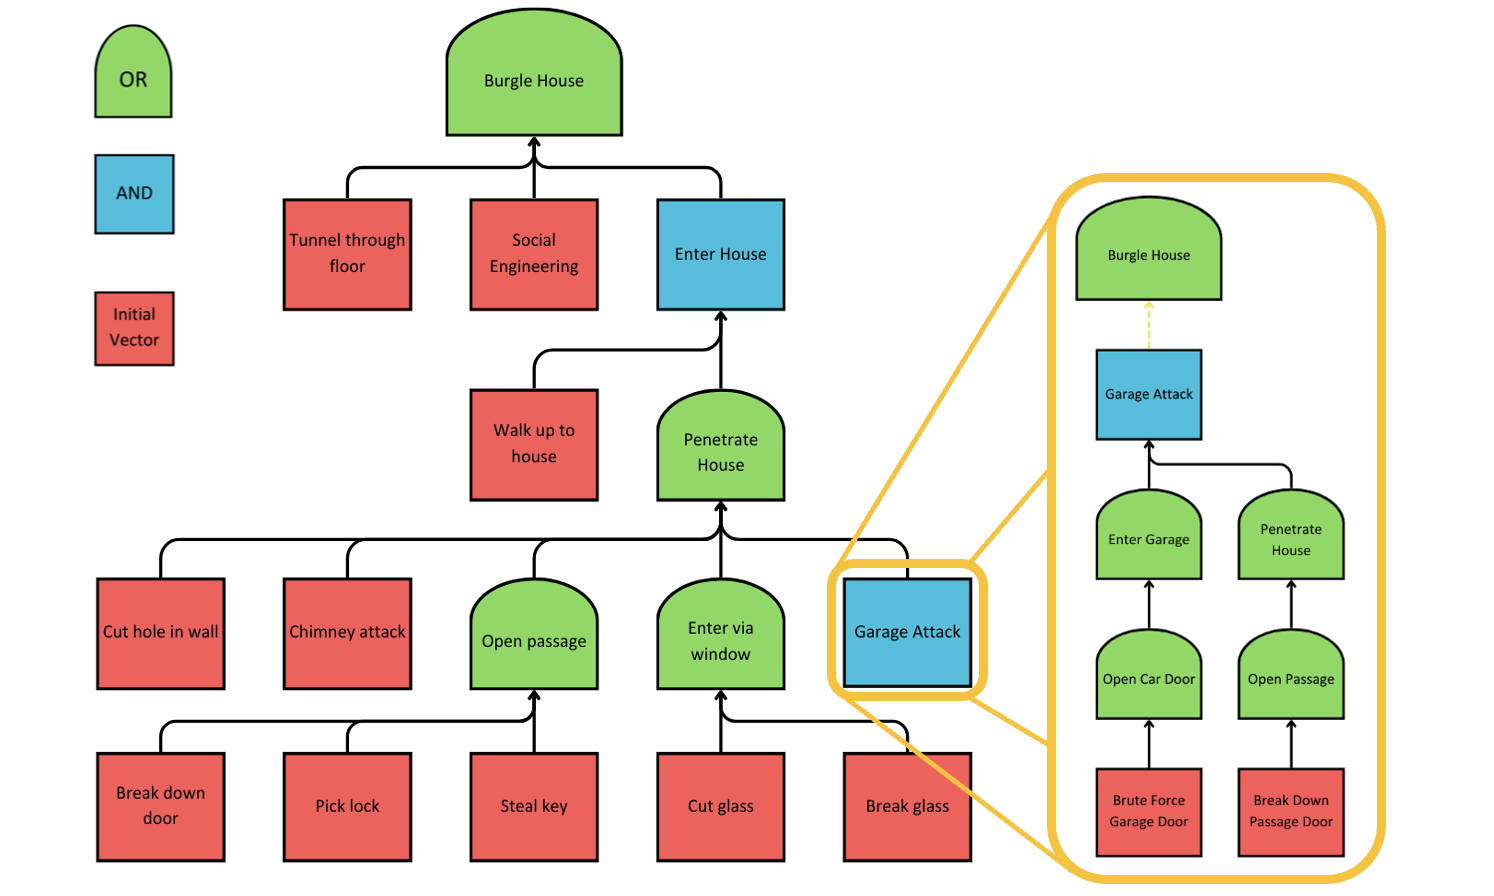 OR
AND
Initial
Vector
Burgle House
Tunnel through
floor
Social
Engineering
Enter House
Walk up to
house
Penetrate
House
Cut hole in wall
Chimney attack
Open passage
Enter via
window
Garage Attack
Break down
door
Pick lock
Steal key
Cut glass
Break glass
Burgle House
Garage Attack
Enter Garage
Penetrate
House
Open Car Door
Open Passage
Brute Force
Garage Door
Break Down
Passage Door